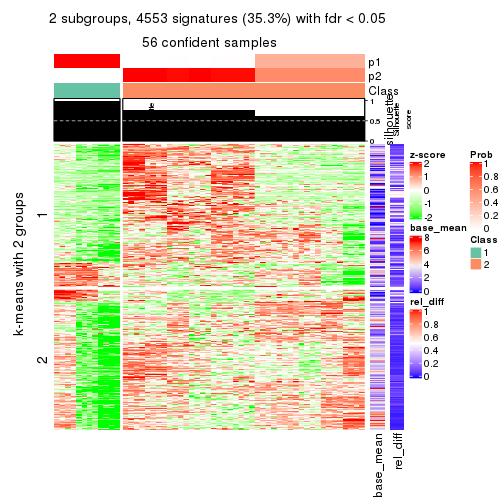 2 subgroups, 4553 signatures (35.3%) with fdr < 0.05
56 confident samples
p1
p2
Class
1
0.5
0
silhouette
Silhouette
score
k-means with 2 groups
1
2
z-score
2
1
0
-1
-2
base_mean
8
6
4
2
0
rel_diff
1
0.8
0.6
0.4
0.2
0
Prob
1
0.8
0.6
0.4
0.2
0
Class
1
2
base_mean
rel_diff